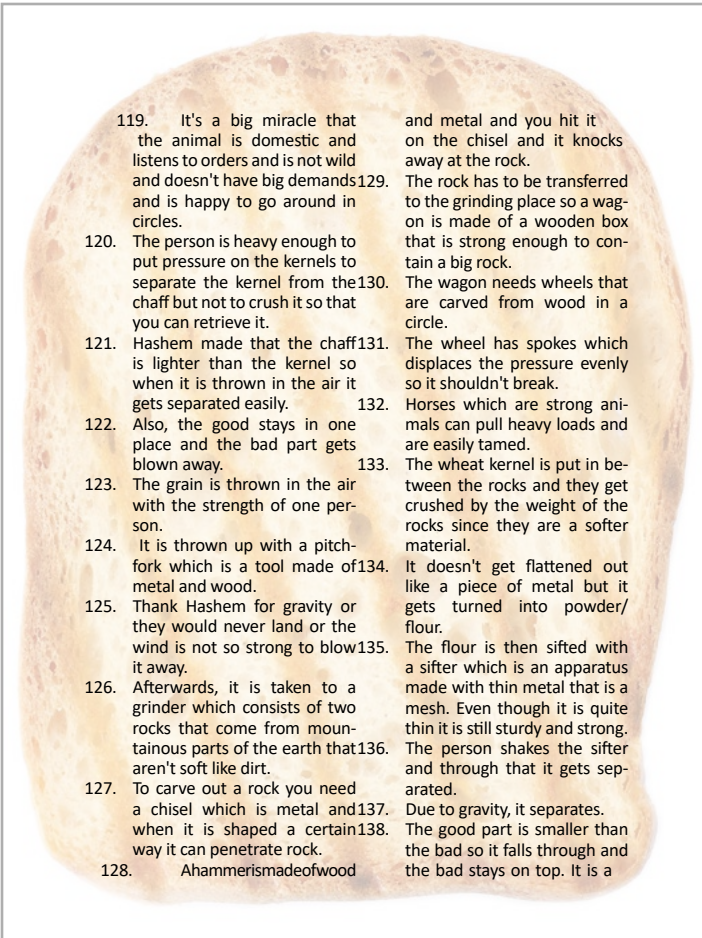 119. It's a big miracle that
the animal is domestic and
listens to orders and is not wild
and doesn't have big demands
and is happy to go around in
circles.
120. The person is heavy enough to
put pressure on the kernels to
separate the kernel from the
chaff but not to crush it so that
you can retrieve it.
121. Hashem made that the chaff
is lighter than the kernel so
when it is thrown in the air it
gets separated easily.
122. Also, the good stays in one
place and the bad part gets
blown away.
123. The grain is thrown in the air
with the strength of one per-
son.
124. It is thrown up with a pitch-
fork which is a tool made of
metal and wood.
125. Thank Hashem for gravity or
they would never land or the
wind is not so strong to blow
it away.
126. Afterwards, it is taken to a
grinder which consists of two
rocks that come from moun-
tainous parts of the earth that
aren't soft like dirt.
127. To carve out a rock you need
a chisel which is metal and
when it is shaped a certain
way it can penetrate rock.
128. Ahammerismadeofwood
and metal and you hit it
on the chisel and it knocks
away at the rock.
129. The rock has to be transferred
to the grinding place so a wag-
on is made of a wooden box
that is strong enough to con-
tain a big rock.
130. The wagon needs wheels that
are carved from wood in a
circle.
131. The wheel has spokes which
displaces the pressure evenly
so it shouldn't break.
132. Horses which are strong ani-
mals can pull heavy loads and
are easily tamed.
133. The wheat kernel is put in be-
tween the rocks and they get
crushed by the weight of the
rocks since they are a softer
material.
134. It doesn't get flattened out
like a piece of metal but it
gets turned into powder/
flour.
135. The flour is then sifted with
a sifter which is an apparatus
made with thin metal that is a
mesh. Even though it is quite
thin it is still sturdy and strong.
136. The person shakes the sifter
and through that it gets sep-
arated.
137. Due to gravity, it separates.
138. The good part is smaller than
the bad so it falls through and
the bad stays on top. It is a